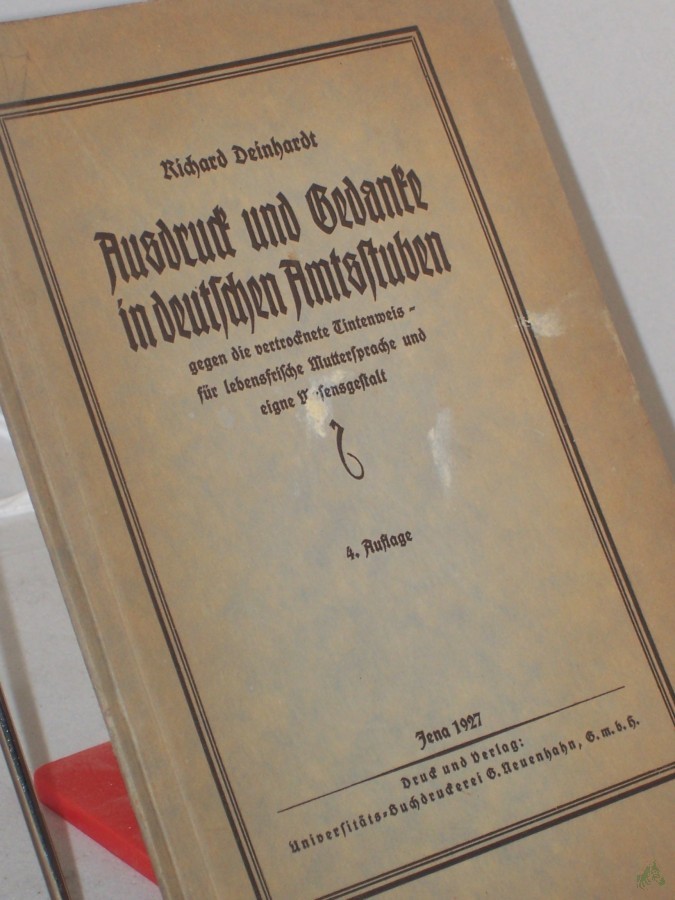 Richard Deinhardt
Ausdruck und Gedanke
in deutschen Amtsstuben
gegen die vertrocknete Tintenweis –
für lebensfrische Muttersprache und
eigne Wesensgestalt
4. Auflage
Jena 1927
Druck und Verlag:
Universitäts-Buchdruckerei G. Neuenhahn, G.m.b.H.